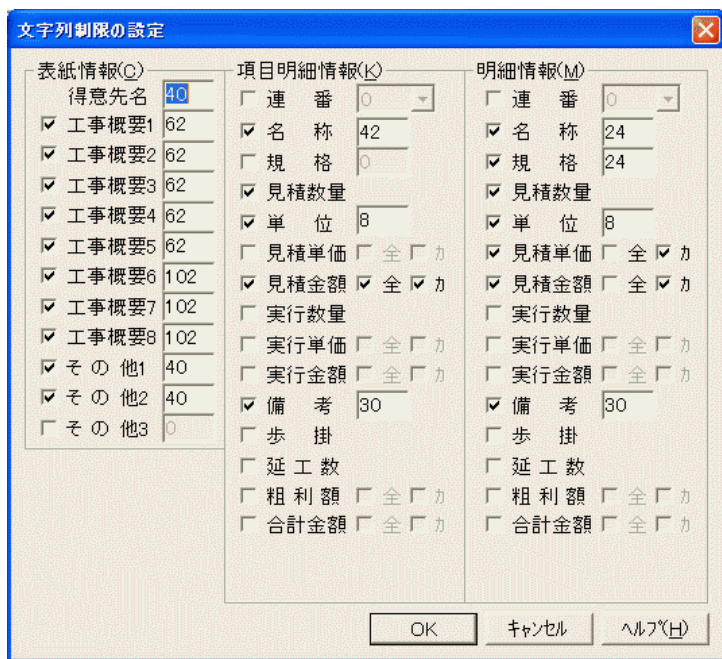 文字列制限の設定
表紙情報(C)
得意先名 40
工事概要1 62
工事概要2 62
工事概要3 62
工事概要4 62
工事概要5 62
工事概要6 102
工事概要7 102
工事概要8 102
その他1 40
その他2 40
その他3 0
項目明細情報(K)
連番 0
名称 42
規格 0
見積数量
単位 8
見積単価 全 カ
見積金額 全 カ
実行数量
実行単価 全 カ
実行金額 全 カ
備考 30
歩掛
延工数
粗利額 全 カ
合計金額 全 カ
明細情報(M)
連番 0
名称 24
規格 24
見積数量
単位 8
見積単価 全 カ
見積金額 全 カ
実行数量
実行単価 全 カ
実行金額 全 カ
備考 30
歩掛
延工数
粗利額 全 カ
合計金額 全 カ
OK キャンセル ヘルプ(H)